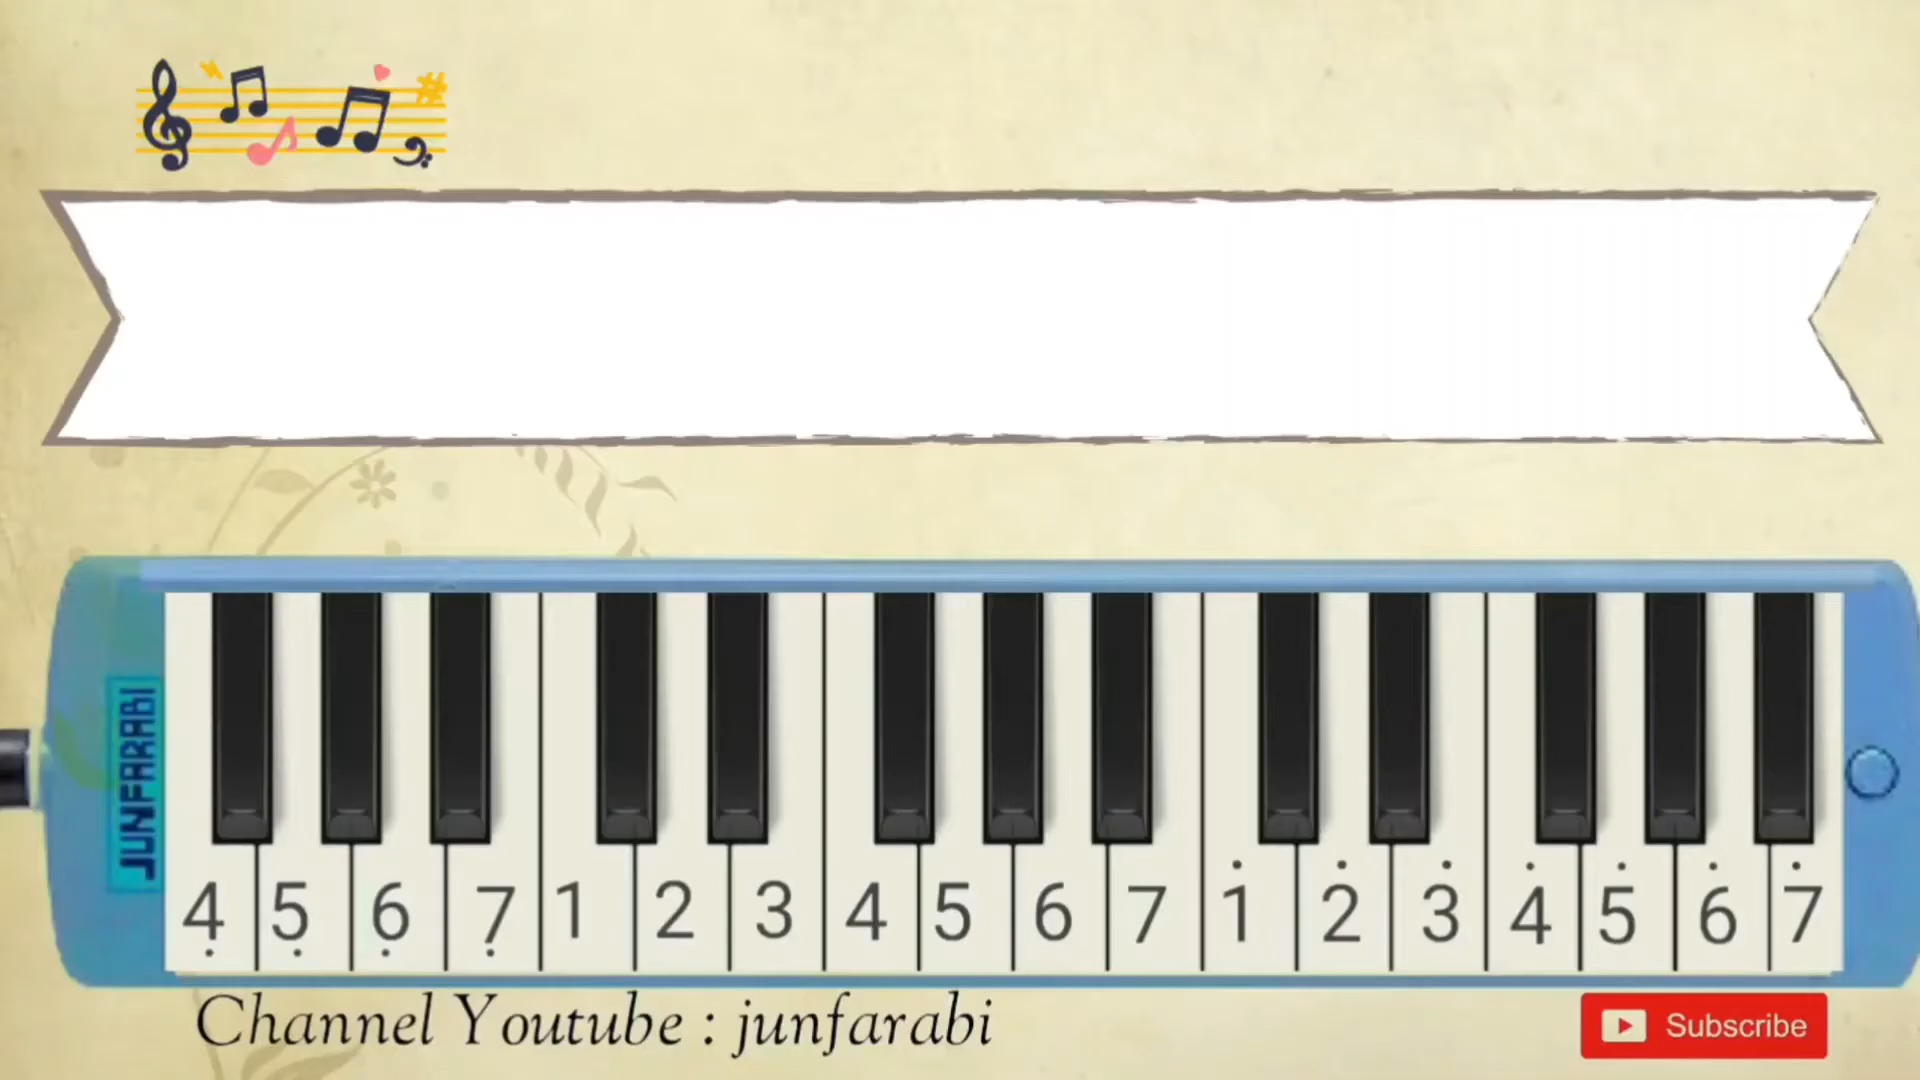 JUNFARABI
4̣ 5̣ 6̣ 7̣ 1 2 3 4 5 6 7 1̇ 2̇ 3̇ 4̇ 5̇ 6̇ 7̇
Channel Youtube : junfarabi
Subscribe